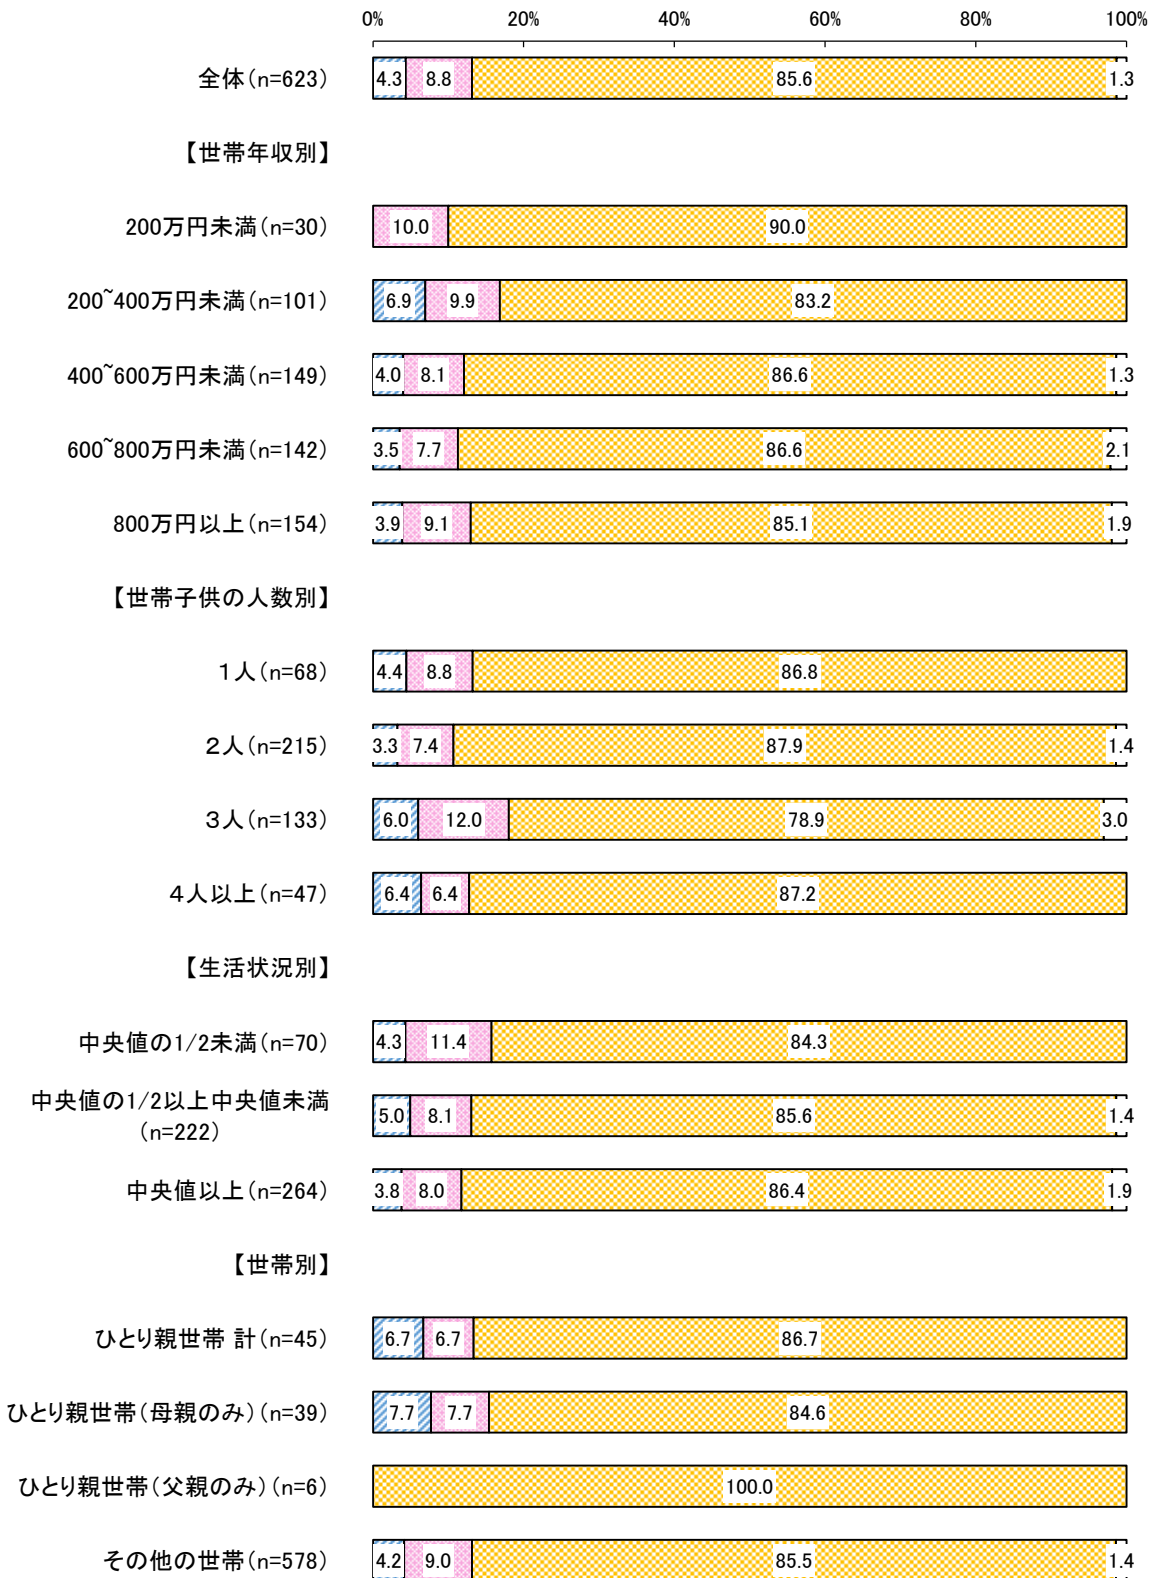 0% 20% 40% 60% 80% 100%
全体(n=623) 4.3 8.8 85.6 1.3
【世帯年収別】
200万円未満(n=30) 10.0 90.0
200~400万円未満(n=101) 6.9 9.9 83.2
400~600万円未満(n=149) 4.0 8.1 86.6 1.3
600~800万円未満(n=142) 3.5 7.7 86.6 2.1
800万円以上(n=154) 3.9 9.1 85.1 1.9
【世帯子供の人数別】
1人(n=68) 4.4 8.8 86.8
2人(n=215) 3.3 7.4 87.9 1.4
3人(n=133) 6.0 12.0 78.9 3.0
4人以上(n=47) 6.4 6.4 87.2
【生活状況別】
中央値の1/2未満(n=70) 4.3 11.4 84.3
中央値の1/2以上中央値未満
(n=222) 5.0 8.1 85.6 1.4
中央値以上(n=264) 3.8 8.0 86.4 1.9
【世帯別】
ひとり親世帯 計(n=45) 6.7 6.7 86.7
ひとり親世帯(母親のみ)(n=39) 7.7 7.7 84.6
ひとり親世帯(父親のみ)(n=6) 100.0
その他の世帯(n=578) 4.2 9.0 85.5 1.4